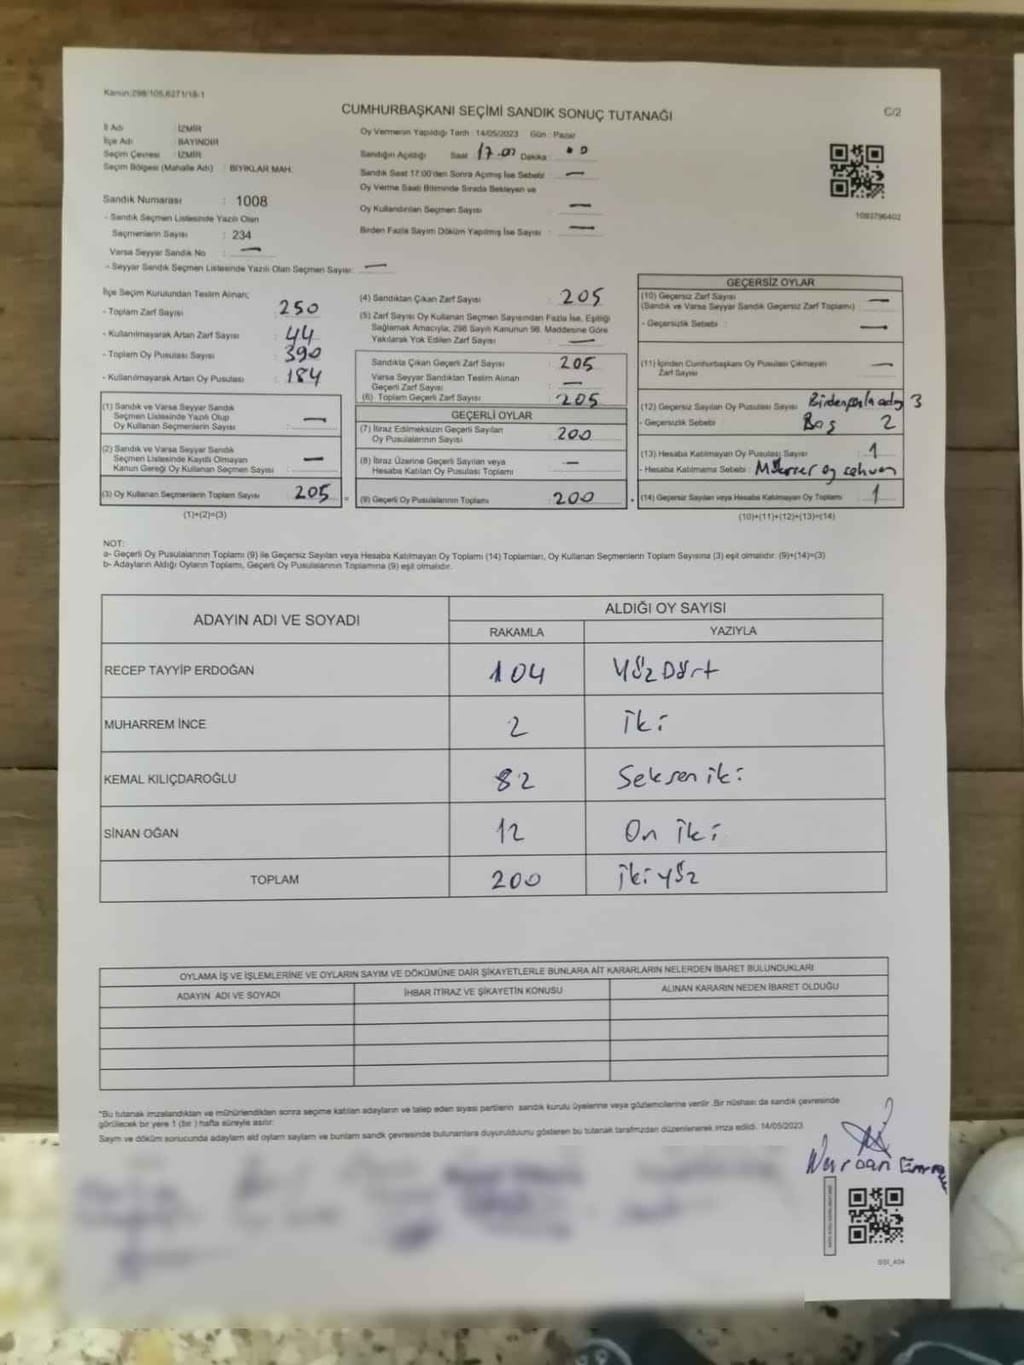 Kanun:298/105,6271/18-1
CUMHURBAŞKANI SEÇİMİ SANDIK SONUÇ TUTANAĞI
C/2
İl Adı : İZMİR
İlçe Adı : BAYINDIR
Seçim Çevresi : İZMİR
Seçim Bölgesi (Mahalle Adı) BIYIKLAR MAH.
Sandık Numarası : 1008
- Sandık Seçmen Listesinde Yazılı Olan
Seçmenlerin Sayısı : 234
Varsa Seyyar Sandık No : —
- Seyyar Sandık Seçmen Listesinde Yazılı Olan Seçmen Sayısı: —
Oy Vermenin Yapıldığı Tarih : 14/05/2023 Gün : Pazar
Sandığın Açıldığı Saat 17.00 Dakika :
Sandık Saat 17:00'den Sonra Açılmış İse Sebebi : —
Oy Verme Saati Bitiminde Sırada Bekleyen ve
Oy Kullandırılan Seçmen Sayısı : —
Birden Fazla Sayım Döküm Yapılmış İse Sayısı : —
1093796402
İlçe Seçim Kurulundan Teslim Alınan;
- Toplam Zarf Sayısı : 250
- Kullanılmayarak Artan Zarf Sayısı : 44
- Toplam Oy Pusulası Sayısı : 390
- Kullanılmayarak Artan Oy Pusulası : 184
(1) Sandık ve Varsa Seyyar Sandık
Seçmen Listesinde Yazılı Olup
Oy Kullanan Seçmenlerin Sayısı : —
(2) Sandık ve Varsa Seyyar Sandık
Seçmen Listesinde Kayıtlı Olmayan
Kanun Gereği Oy Kullanan Seçmen Sayısı : —
(3) Oy Kullanan Seçmenlerin Toplam Sayısı : 205
(1)+(2)=(3)
(4) Sandıktan Çıkan Zarf Sayısı : 205
(5) Zarf Sayısı Oy Kullanan Seçmen Sayısından Fazla İse, Eşitliği
Sağlamak Amacıyla, 298 Sayılı Kanunun 98. Maddesine Göre
Yakılarak Yok Edilen Zarf Sayısı : —
Sandıkta Çıkan Geçerli Zarf Sayısı : 205
Varsa Seyyar Sandıktan Teslim Alınan
Geçerli Zarf Sayısı : —
(6) Toplam Geçerli Zarf Sayısı : 205
GEÇERLİ OYLAR
(7) İtiraz Edilmeksizin Geçerli Sayılan
Oy Pusulalarının Sayısı : 200
(8) İtiraz Üzerine Geçerli Sayılan veya
Hesaba Katılan Oy Pusulası Toplamı : —
(9) Geçerli Oy Pusulalarının Toplamı : 200
GEÇERSİZ OYLAR
(10) Geçersiz Zarf Sayısı
(Sandık ve Varsa Seyyar Sandık Geçersiz Zarf Toplamı) : —
- Geçersizlik Sebebi : —
(11) İçinden Cumhurbaşkanı Oy Pusulası Çıkmayan
Zarf Sayısı : —
(12) Geçersiz Sayılan Oy Pusulası Sayısı : Birden fazla aday 3
- Geçersizlik Sebebi : Boş 2
(13) Hesaba Katılmayan Oy Pusulası Sayısı : 1
- Hesaba Katılmama Sebebi : Mükerrer oy
(14) Geçersiz Sayılan veya Hesaba Katılmayan Oy Toplamı : 1
(10)+(11)+(12)+(13)=(14)
NOT:
a- Geçerli Oy Pusulalarının Toplamı (9) ile Geçersiz Sayılan veya Hesaba Katılmayan Oy Toplamı (14) Toplamları, Oy Kullanan Seçmenlerin Toplam Sayısına (3) eşit olmalıdır. (9)+(14)=(3)
b- Adayların Aldığı Oyların Toplamı, Geçerli Oy Pusulalarının Toplamına (9) eşit olmalıdır.
ADAYIN ADI VE SOYADI
ALDIĞI OY SAYISI
RAKAMLA YAZIYLA
RECEP TAYYİP ERDOĞAN 104 Yüz Dört
MUHARREM İNCE 2 iki
KEMAL KILIÇDAROĞLU 82 Seksen iki
SİNAN OĞAN 12 On iki
TOPLAM 200 iki yüz
OYLAMA İŞ VE İŞLEMLERİNE VE OYLARIN SAYIM VE DÖKÜMÜNE DAİR ŞİKAYETLERLE BUNLARA AİT KARARLARIN NELERDEN İBARET BULUNDUKLARI
ADAYIN ADI VE SOYADI İHBAR İTİRAZ VE ŞİKAYETİN KONUSU ALINAN KARARIN NEDEN İBARET OLDUĞU
*Bu tutanak imzalandıktan ve mühürlendikten sonra seçime katılan adayların ve talep eden siyasi partilerin sandık kurulu üyelerine veya gözlemcilerine verilir. Bir nüshası da sandık çevresinde
görülecek bir yere 1 (bir) hafta süreyle asılır.
Sayım ve döküm sonucunda adayların aldığı oyların sayıları ve bunların sandık çevresinde bulunanlara duyurulduğunu gösteren bu tutanak tarafımızdan düzenlenerek imza edildi. 14/05/2023
Nurcan